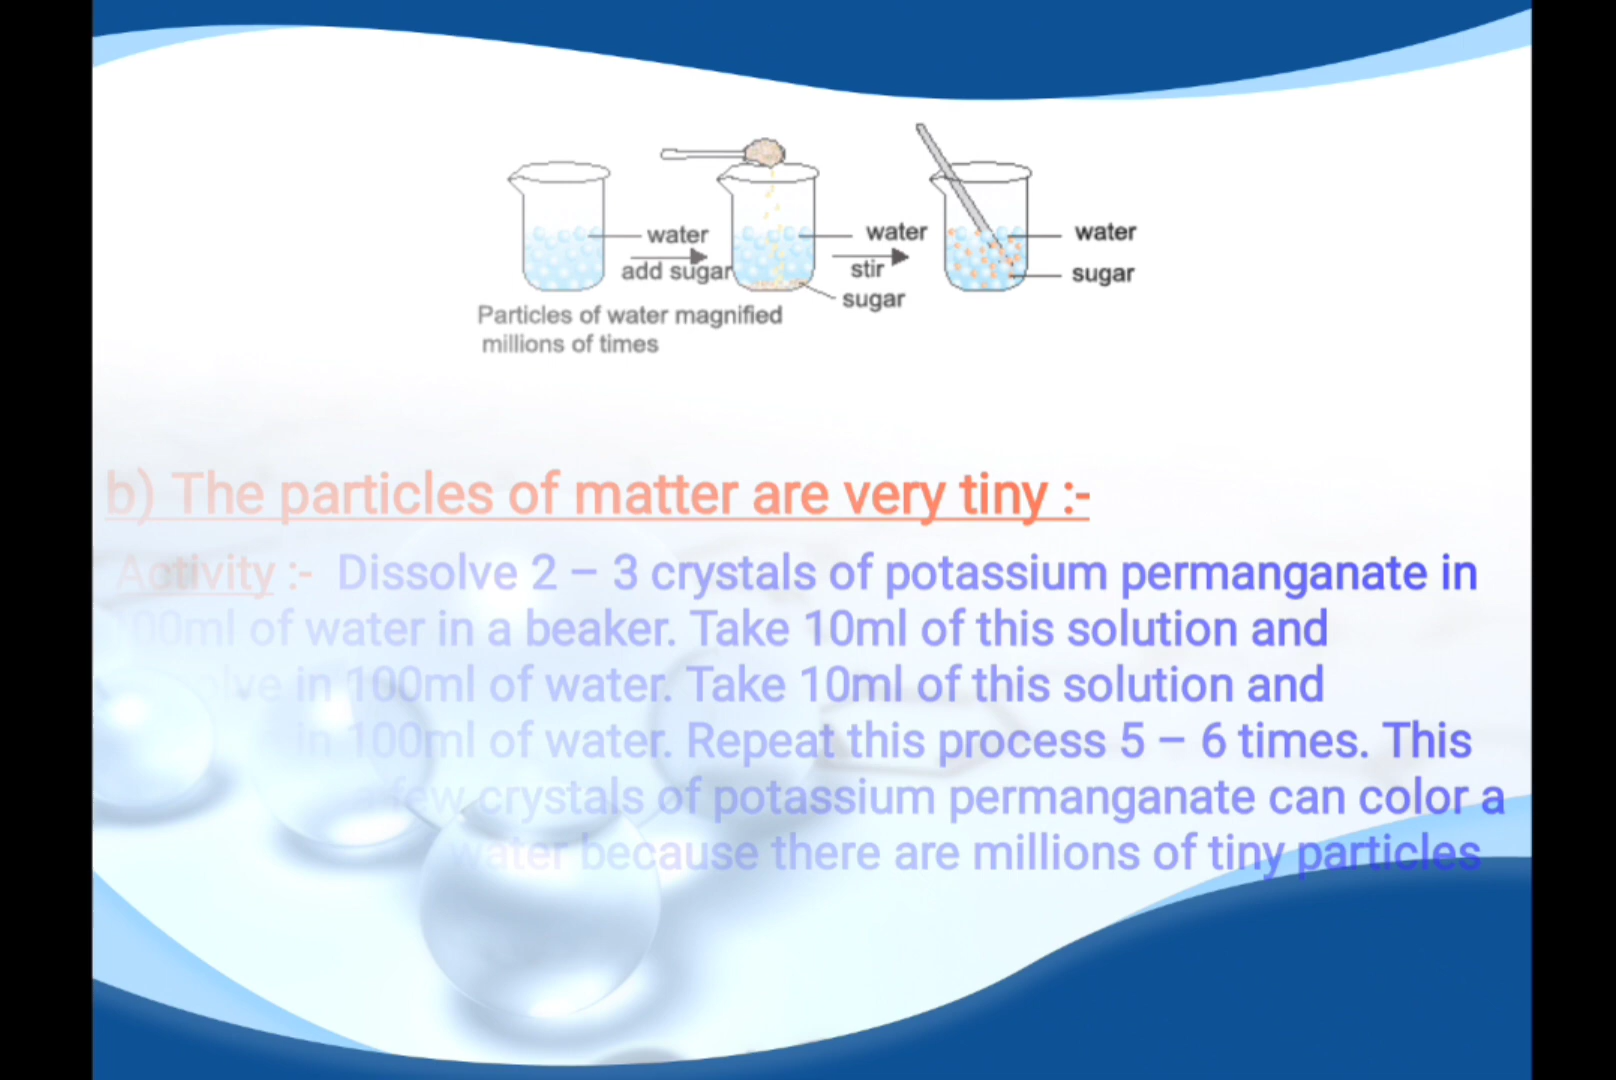 water
add sugar
water
stir
sugar
water
sugar
Particles of water magnified
millions of times
b) The particles of matter are very tiny :-
Activity :- Dissolve 2 – 3 crystals of potassium permanganate in
100ml of water in a beaker. Take 10ml of this solution and
in 100ml of water. Take 10ml of this solution and
in 100ml of water. Repeat this process 5 – 6 times. This
a few crystals of potassium permanganate can color a
water because there are millions of tiny particles